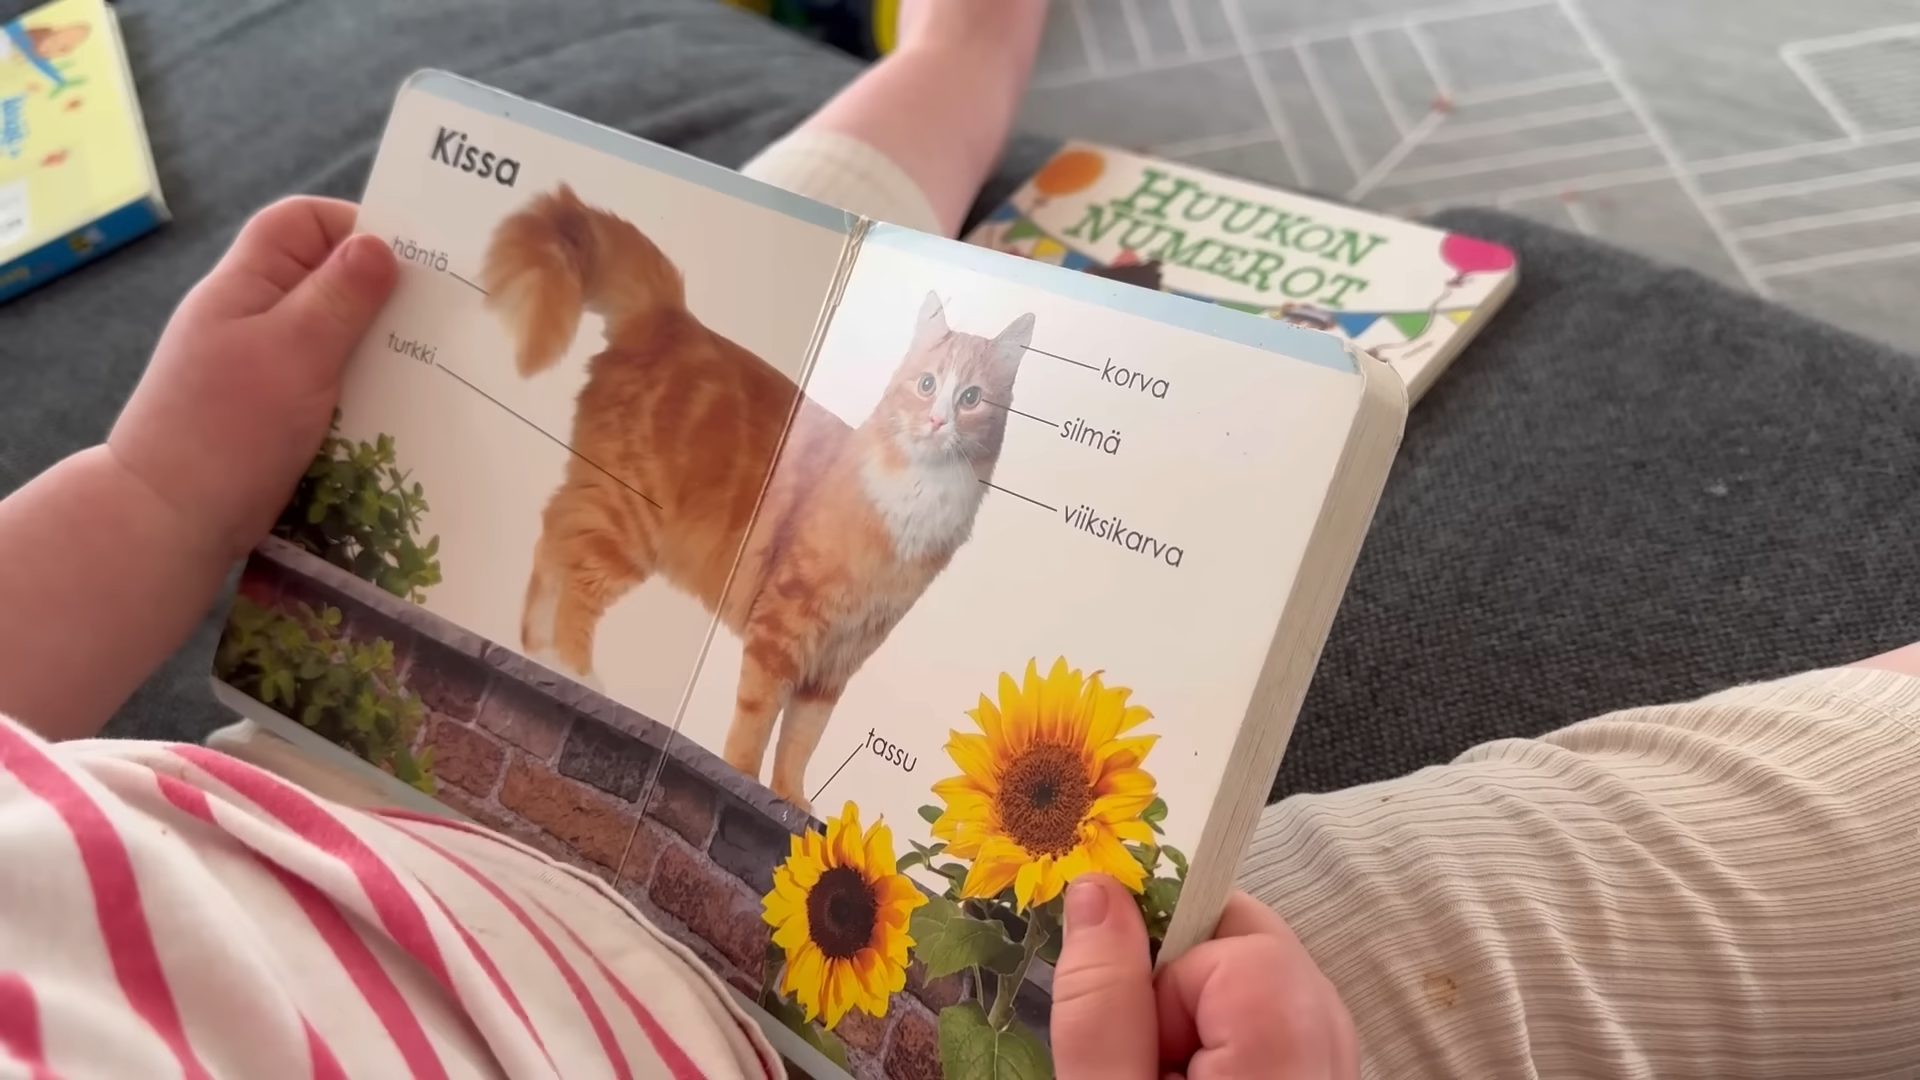 Kissa
häntä
turkki
korva
silmä
viiksikarva
tassu
HUUKON
NUMEROT